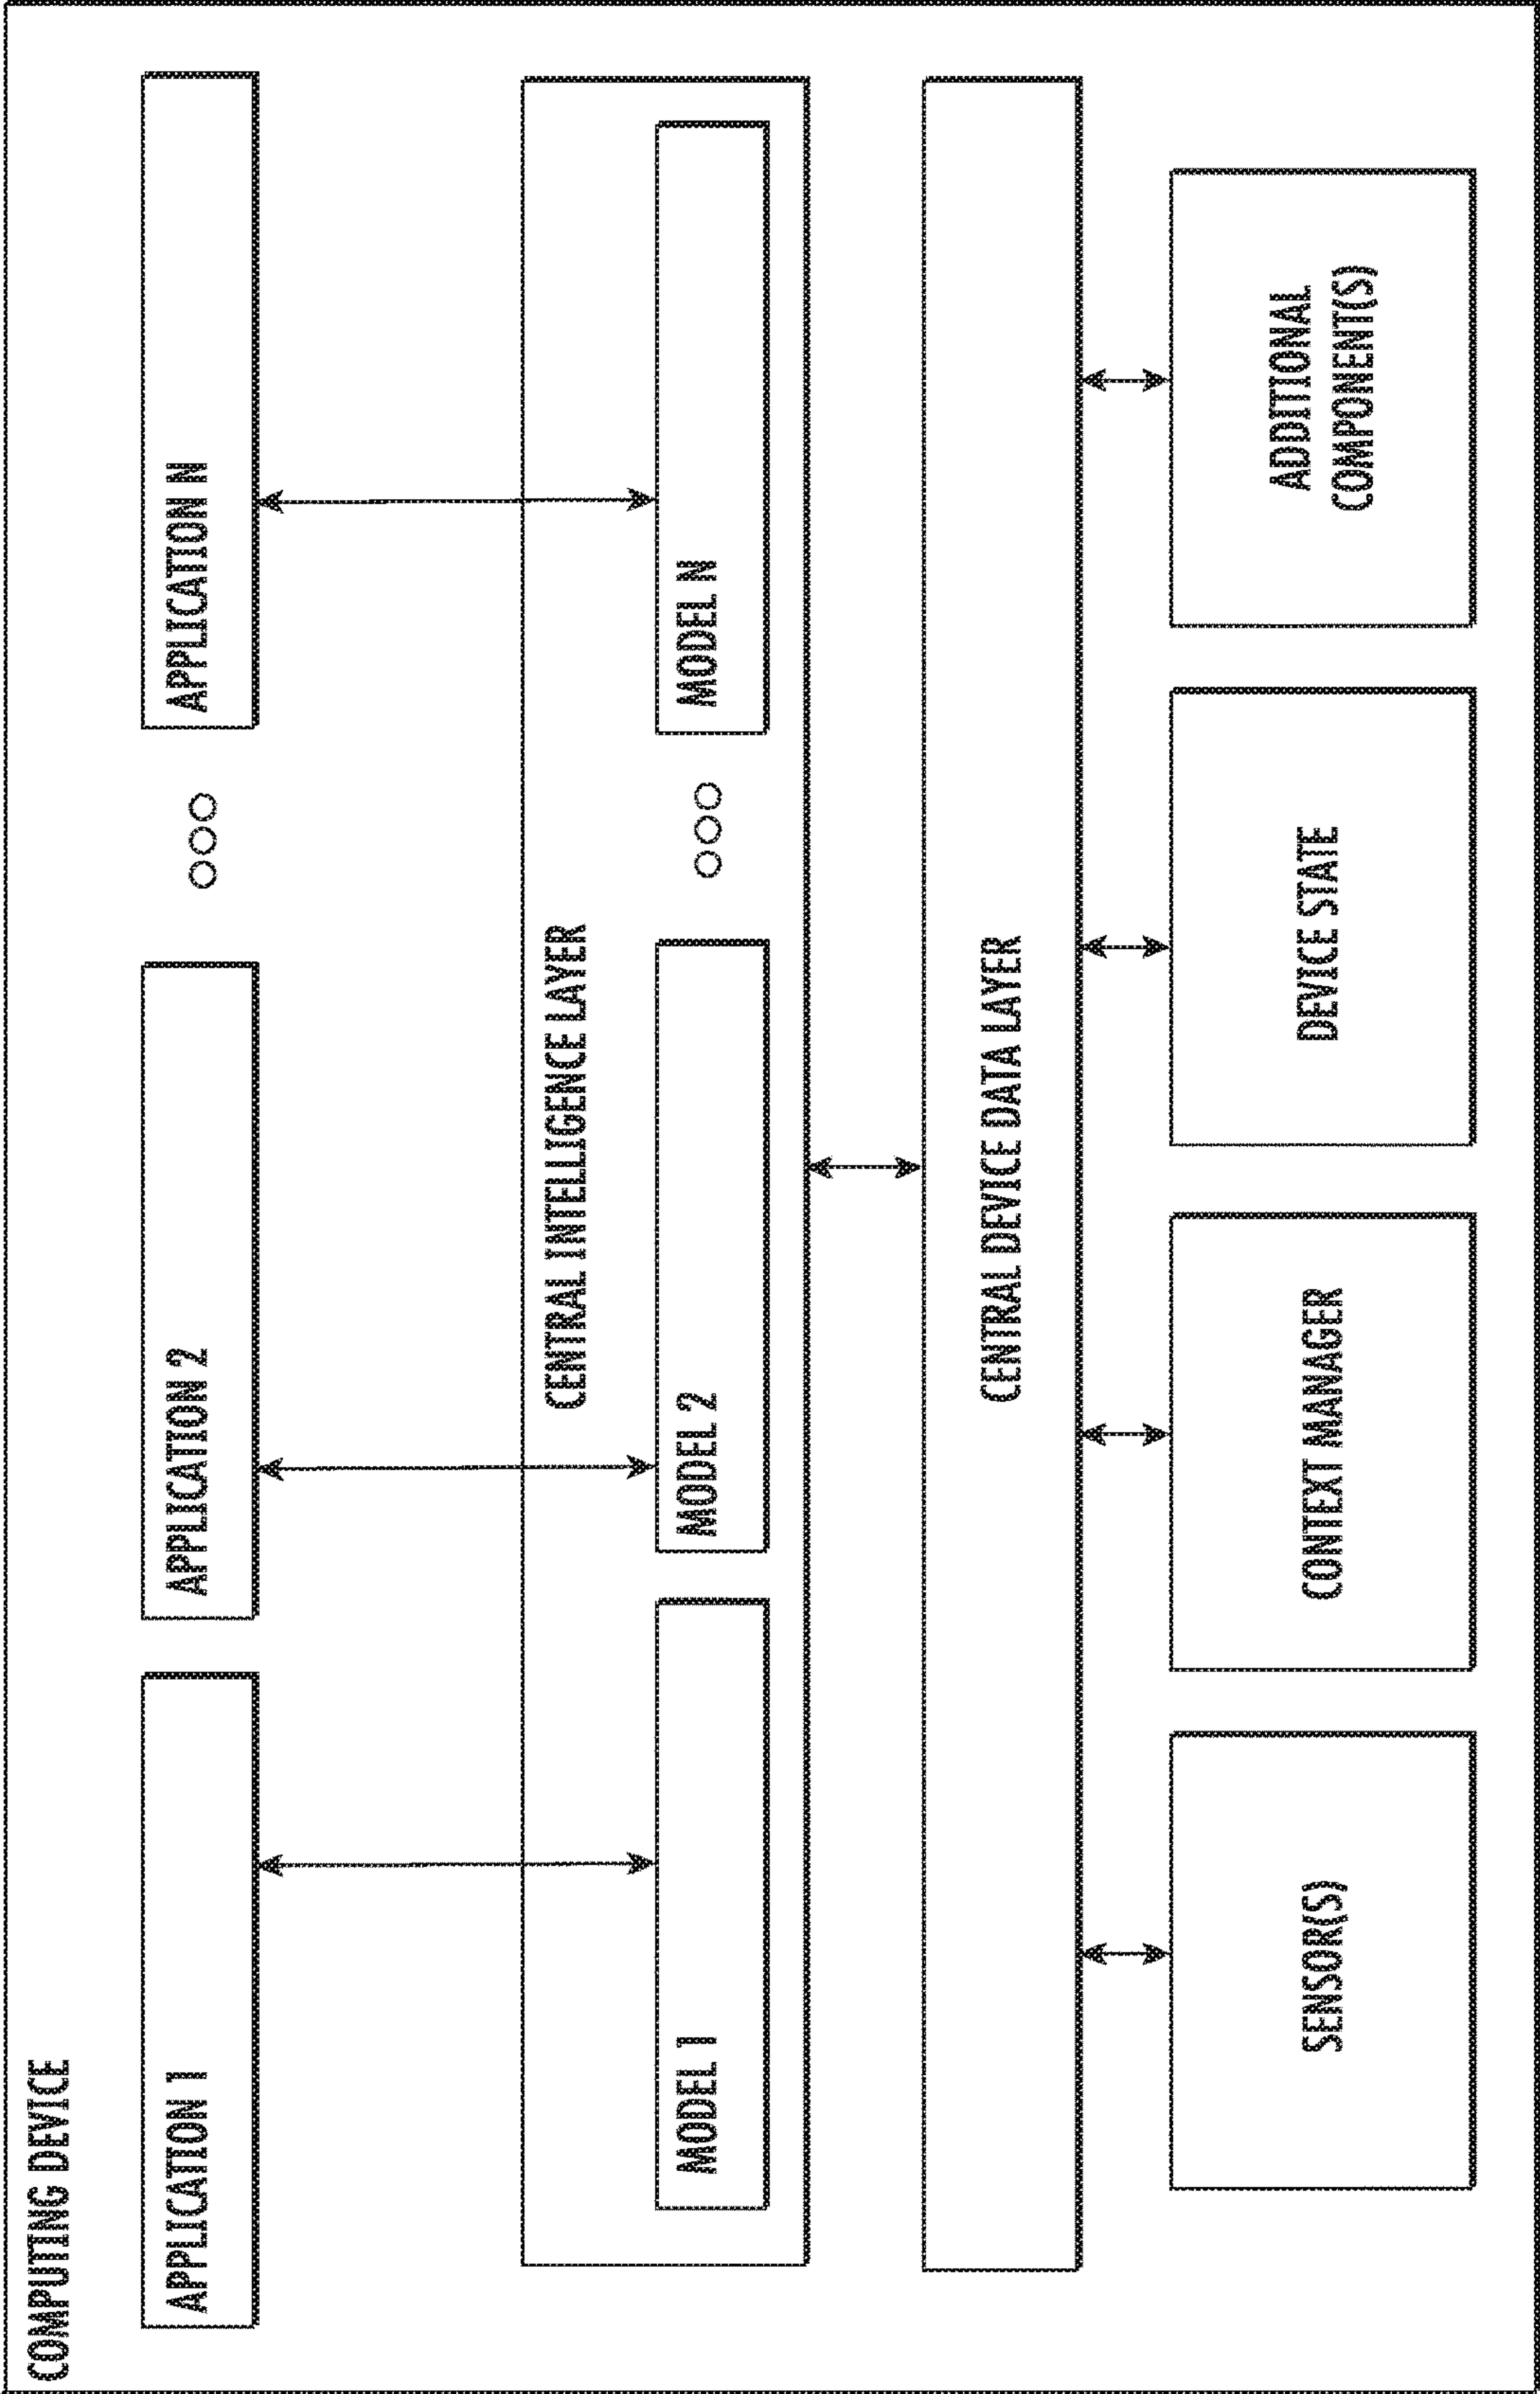 COMPUTING DEVICE
APPLICATION 1
APPLICATION 2
APPLICATION N
CENTRAL INTELLIGENCE LAYER
MODEL 1
MODEL 2
MODEL N
CENTRAL DEVICE DATA LAYER
SENSOR(S)
CONTEXT MANAGER
DEVICE STATE
ADDITIONAL
COMPONENT(S)